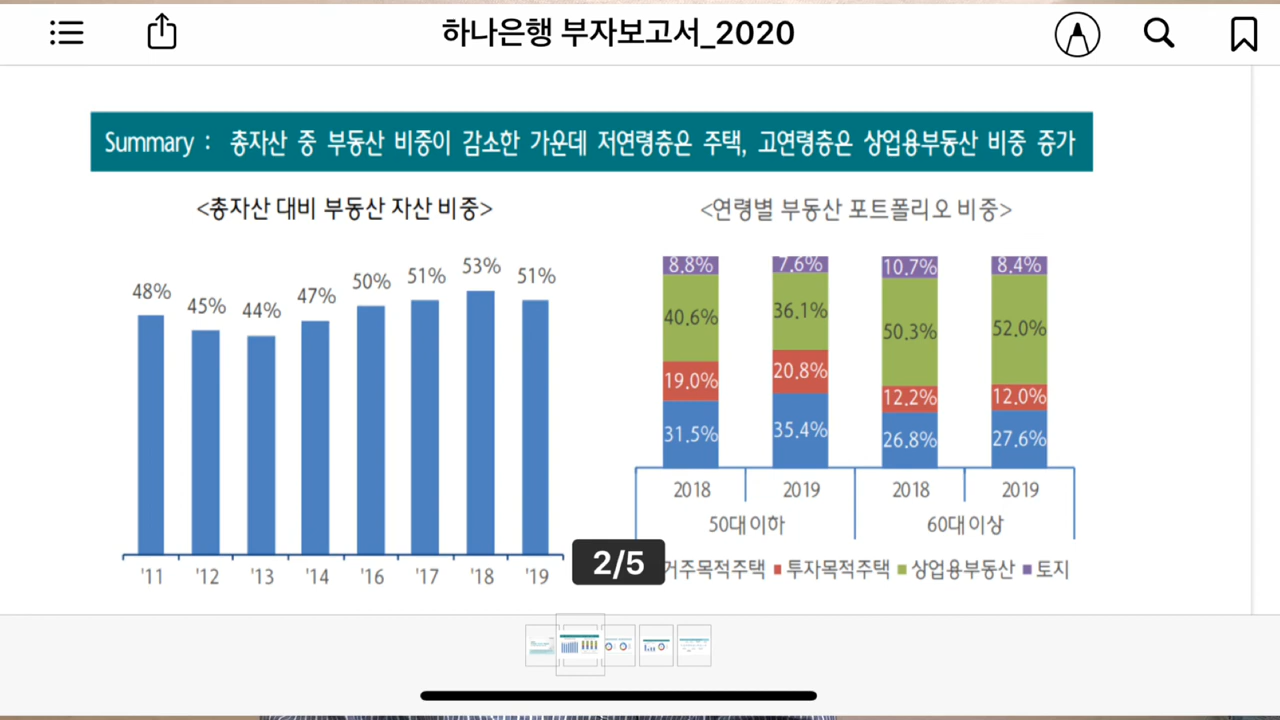 하나은행 부자보고서_2020
Summary : 총자산 중 부동산 비중이 감소한 가운데 저연령층은 주택, 고연령층은 상업용부동산 비중 증가
<총자산 대비 부동산 자산 비중>
48% 45% 44% 47% 50% 51% 53% 51%
'11 '12 '13 '14 '16 '17 '18 '19
<연령별 부동산 포트폴리오 비중>
8.8% 7.6% 10.7% 8.4%
40.6% 36.1% 50.3% 52.0%
19.0% 20.8% 12.2% 12.0%
31.5% 35.4% 26.8% 27.6%
2018 2019 2018 2019
50대이하 60대이상
거주목적주택 투자목적주택 상업용부동산 토지
2/5